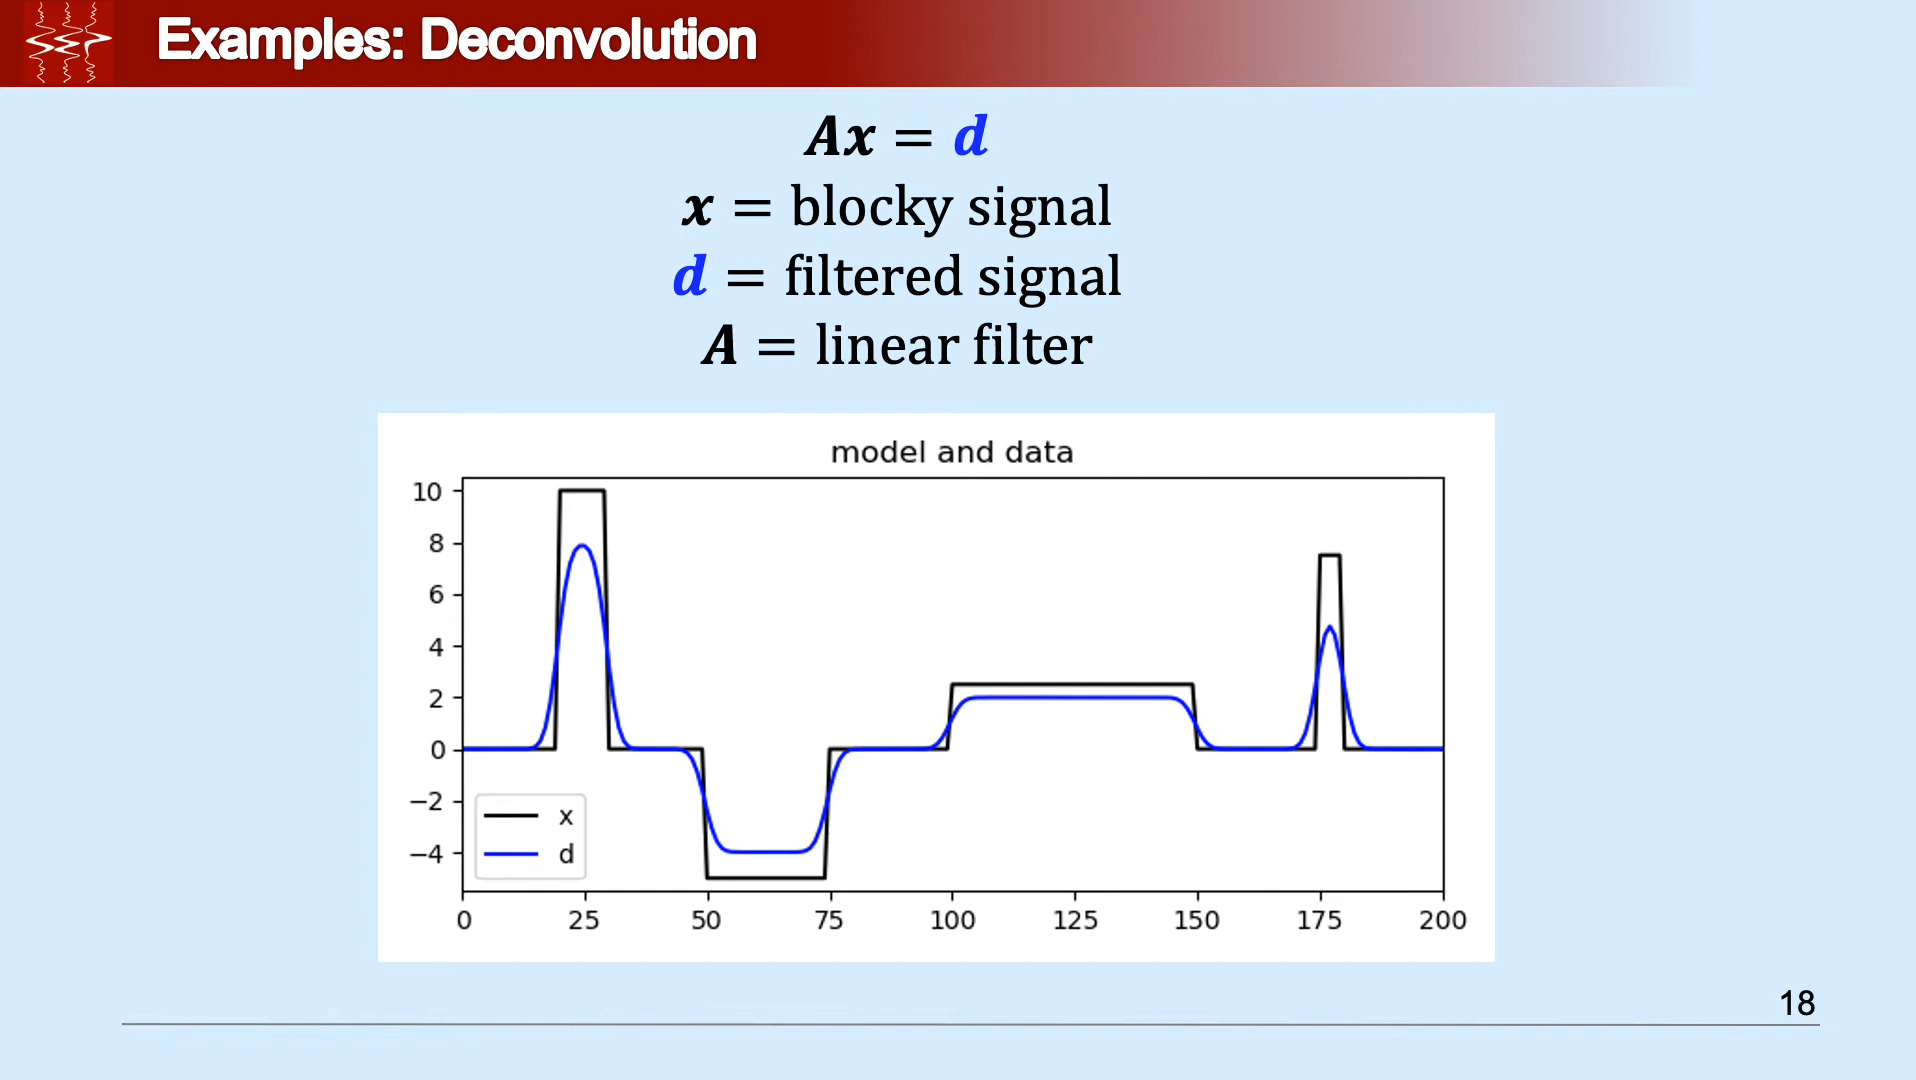 Examples: Deconvolution
Ax = d
x = blocky signal
d = filtered signal
A = linear filter
model and data
10
8
6
4
2
0
−2
−4
x
d
0 25 50 75 100 125 150 175 200
18